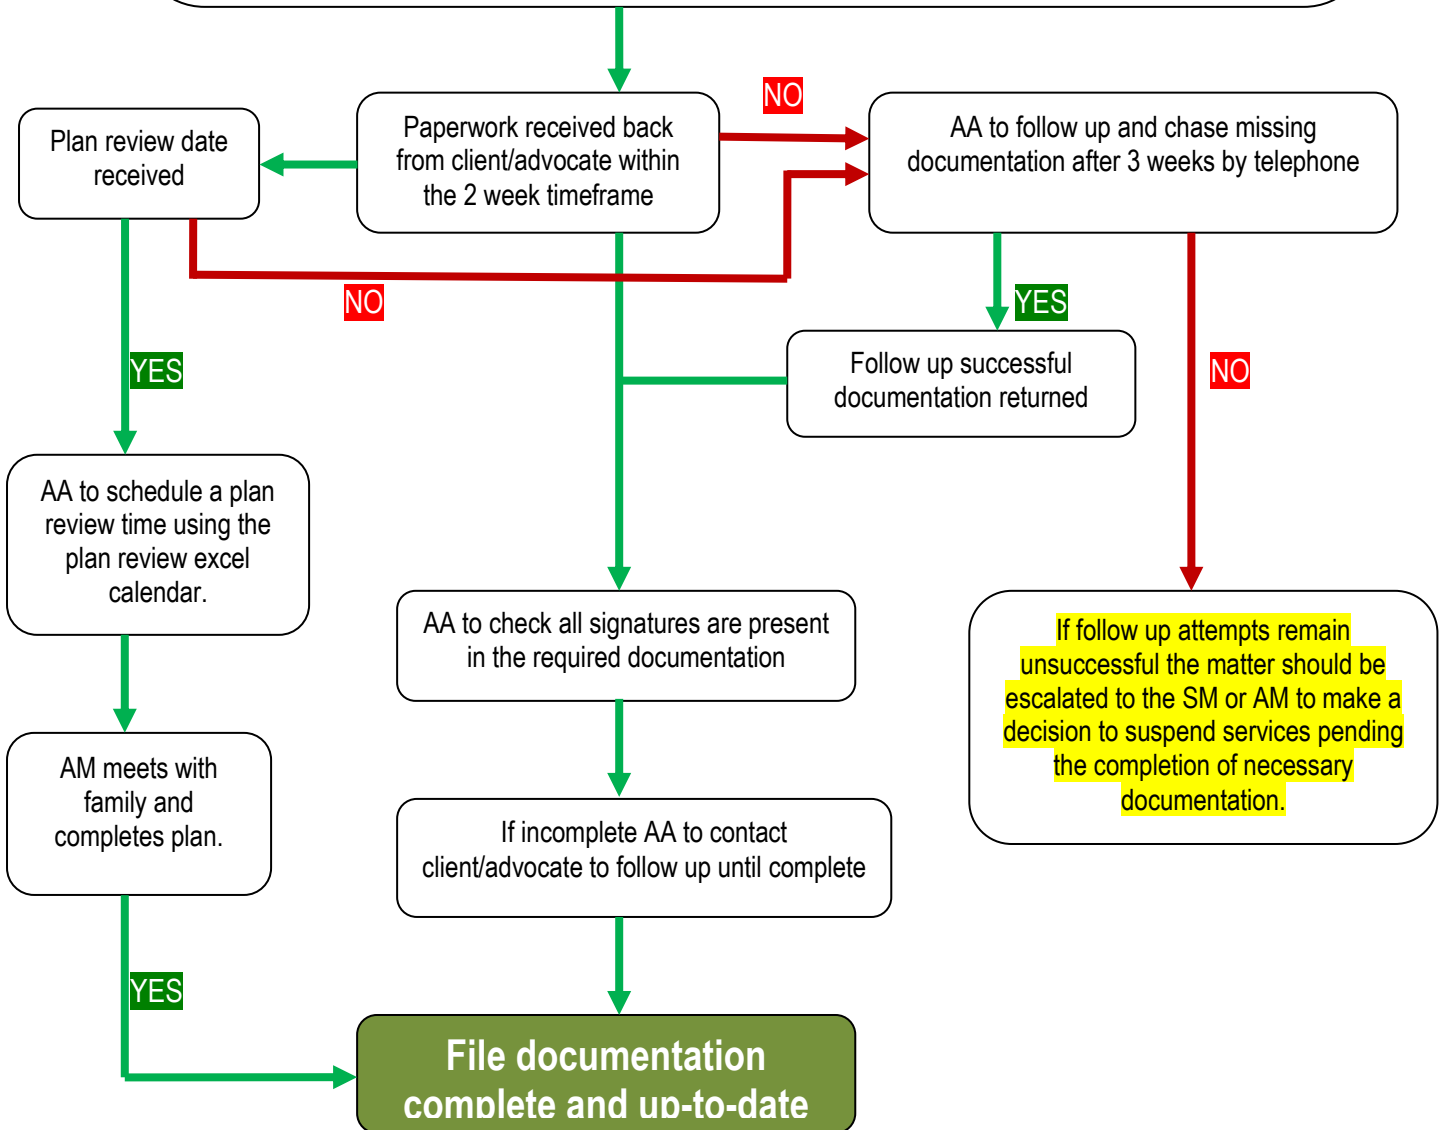 NO
Plan review date
received
Paperwork received back
from client/advocate within
the 2 week timeframe
AA to follow up and chase missing
documentation after 3 weeks by telephone
NO
YES
YES
Follow up successful
documentation returned
NO
AA to schedule a plan
review time using the
plan review excel
calendar.
AA to check all signatures are present
in the required documentation
If follow up attempts remain
unsuccessful the matter should be
escalated to the SM or AM to make a
decision to suspend services pending
the completion of necessary
documentation.
AM meets with
family and
completes plan.
If incomplete AA to contact
client/advocate to follow up until complete
YES
File documentation
complete and up-to-date